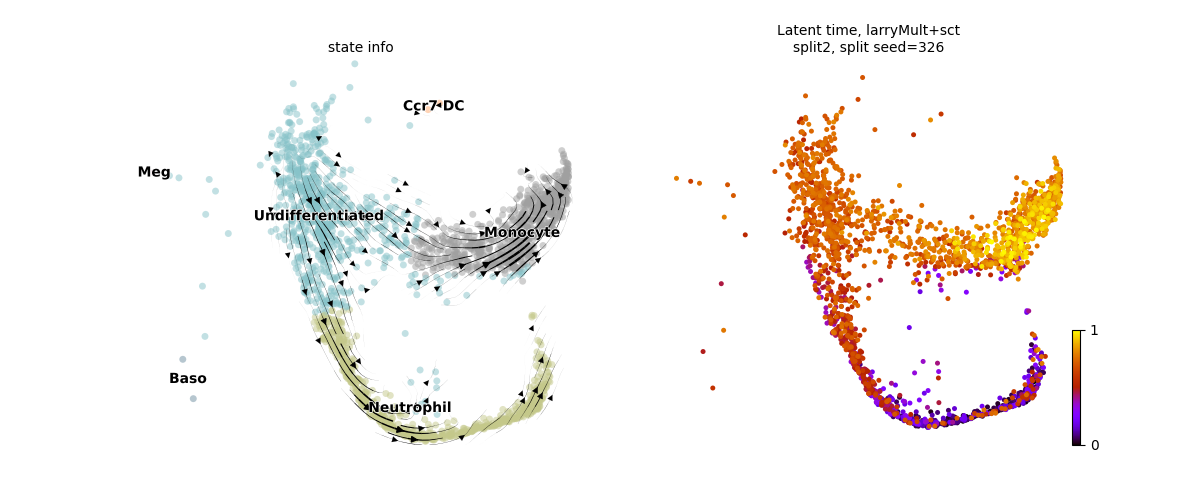 state info
Latent time, larryMult+sct
split2, split seed=326
Ccr7-DC
Meg
Undifferentiated
Monocyte
Baso
Neutrophil
1
0